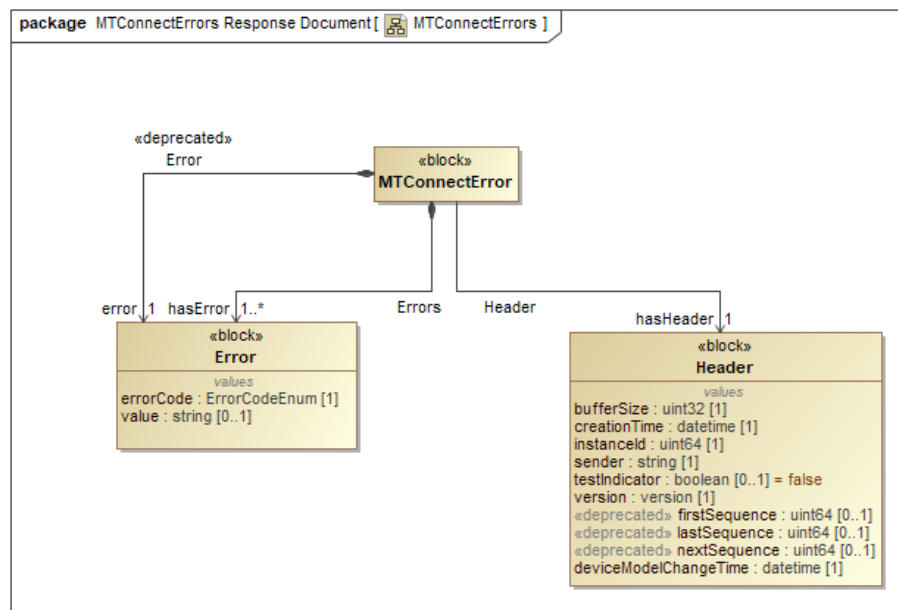 package MTConnectErrors Response Document [ MTConnectErrors ]
«deprecated»
Error
«block»
MTConnectError
error 1 hasError 1..*
Errors
Header
hasHeader 1
«block»
Error
values
errorCode : ErrorCodeEnum [1]
value : string [0..1]
«block»
Header
values
bufferSize : uint32 [1]
creationTime : datetime [1]
instanceId : uint64 [1]
sender : string [1]
testIndicator : boolean [0..1] = false
version : version [1]
«deprecated» firstSequence : uint64 [0..1]
«deprecated» lastSequence : uint64 [0..1]
«deprecated» nextSequence : uint64 [0..1]
deviceModelChangeTime : datetime [1]